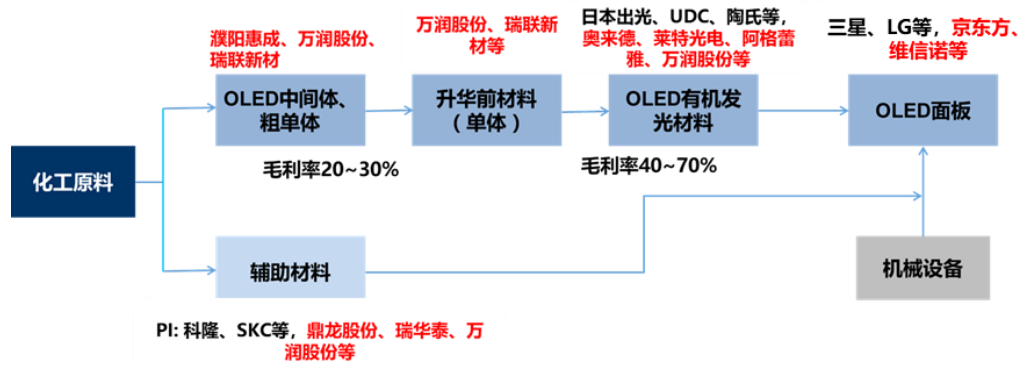 濮阳惠成、万润股份、
瑞联新材
万润股份、瑞联新
材等
日本出光、UDC、陶氏等，
奥来德、莱特光电、阿格蕾
雅、万润股份等
三星、LG等，京东方、
维信诺等
OLED中间体、
粗单体
升华前材料
（单体）
OLED有机发
光材料
OLED面板
毛利率20~30%
毛利率40~70%
化工原料
辅助材料
机械设备
PI: 科隆、SKC等，鼎龙股份、瑞华泰、万
润股份等